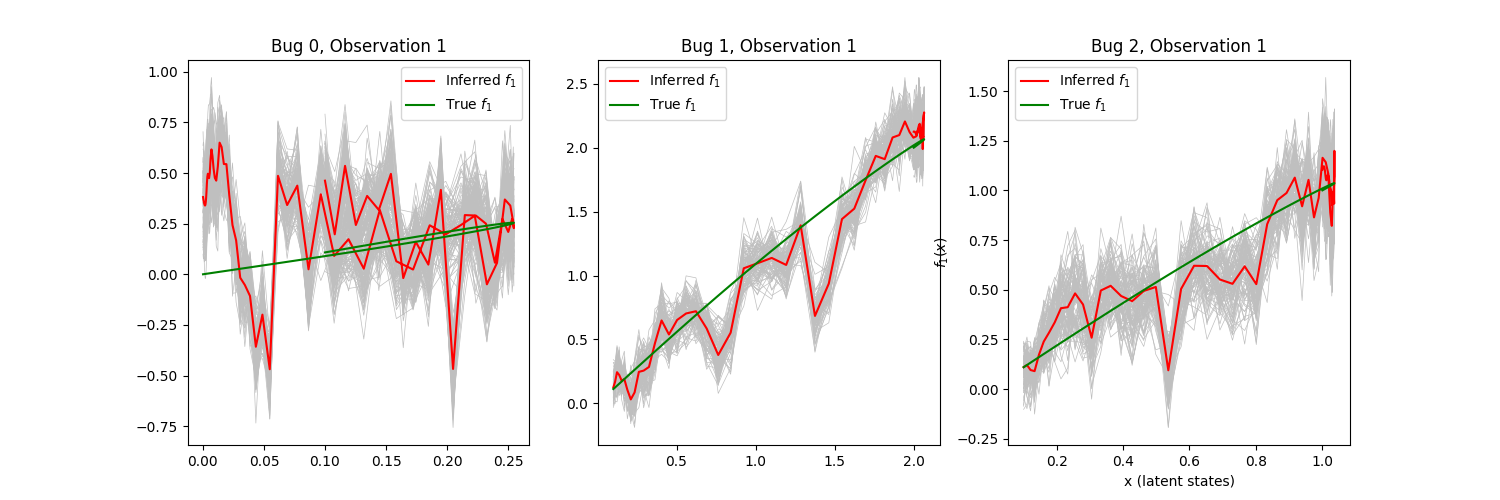 Bug 0, Observation 1
Inferred f₁
True f₁
1.00
0.75
0.50
0.25
0.00
−0.25
−0.50
−0.75
0.00 0.05 0.10 0.15 0.20 0.25
Bug 1, Observation 1
Inferred f₁
True f₁
2.5
2.0
1.5
1.0
0.5
0.0
0.5 1.0 1.5 2.0
Bug 2, Observation 1
Inferred f₁
True f₁
1.50
1.25
1.00
0.75
0.50
0.25
0.00
−0.25
f₁(x)
0.2 0.4 0.6 0.8 1.0
x (latent states)